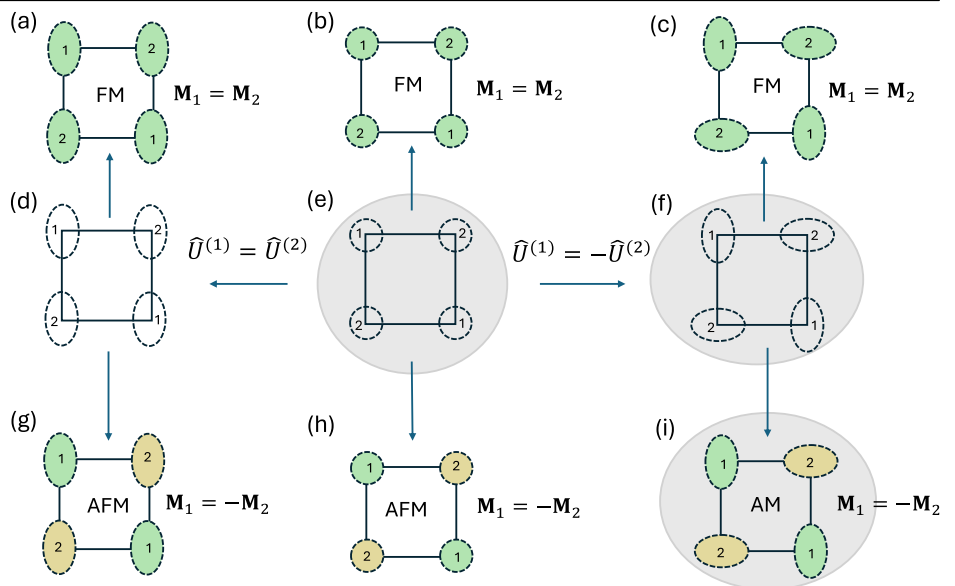 (a) (b) (c)
1 2 1 2 1 2
FM 𝐌₁ = 𝐌₂ FM 𝐌₁ = 𝐌₂ FM 𝐌₁ = 𝐌₂
2 1 2 1 2 1
(d) (e) (f)
1 2 1 2 1 2
Û⁽¹⁾ = Û⁽²⁾ Û⁽¹⁾ = −Û⁽²⁾
2 1 2 1 2 1
(g) (h) (i)
1 2 1 2 1 2
AFM 𝐌₁ = −𝐌₂ AFM 𝐌₁ = −𝐌₂ AM 𝐌₁ = −𝐌₂
2 1 2 1 2 1